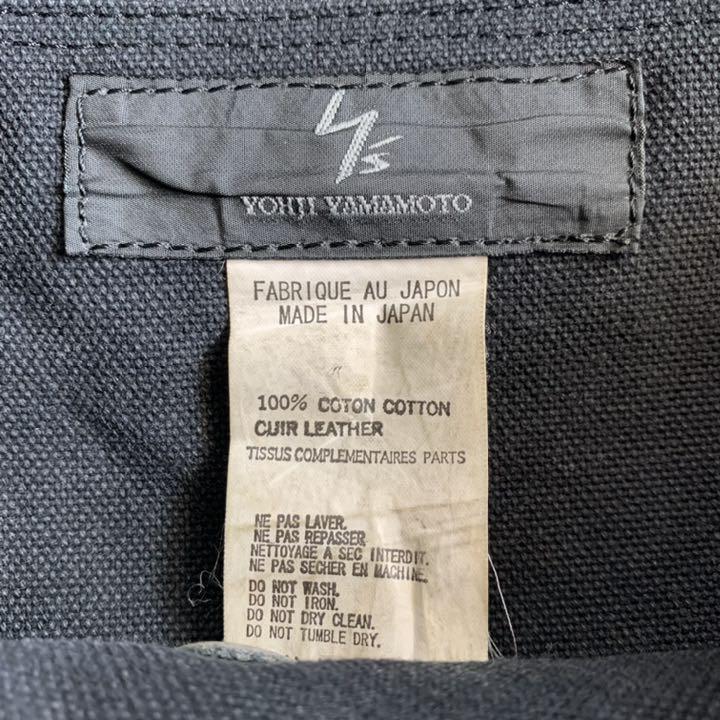 Y's
YOHJI YAMAMOTO
FABRIQUE AU JAPON
MADE IN JAPAN
100% COTON COTTON
CUIR LEATHER
TISSUS COMPLEMENTAIRES PARTS
NE PAS LAVER.
NE PAS REPASSER
NETTOYAGE A SEC INTERDIT.
NE PAS SECHER EN MACHINE.
DO NOT WASH.
DO NOT IRON.
DO NOT DRY CLEAN.
DO NOT TUMBLE DRY.